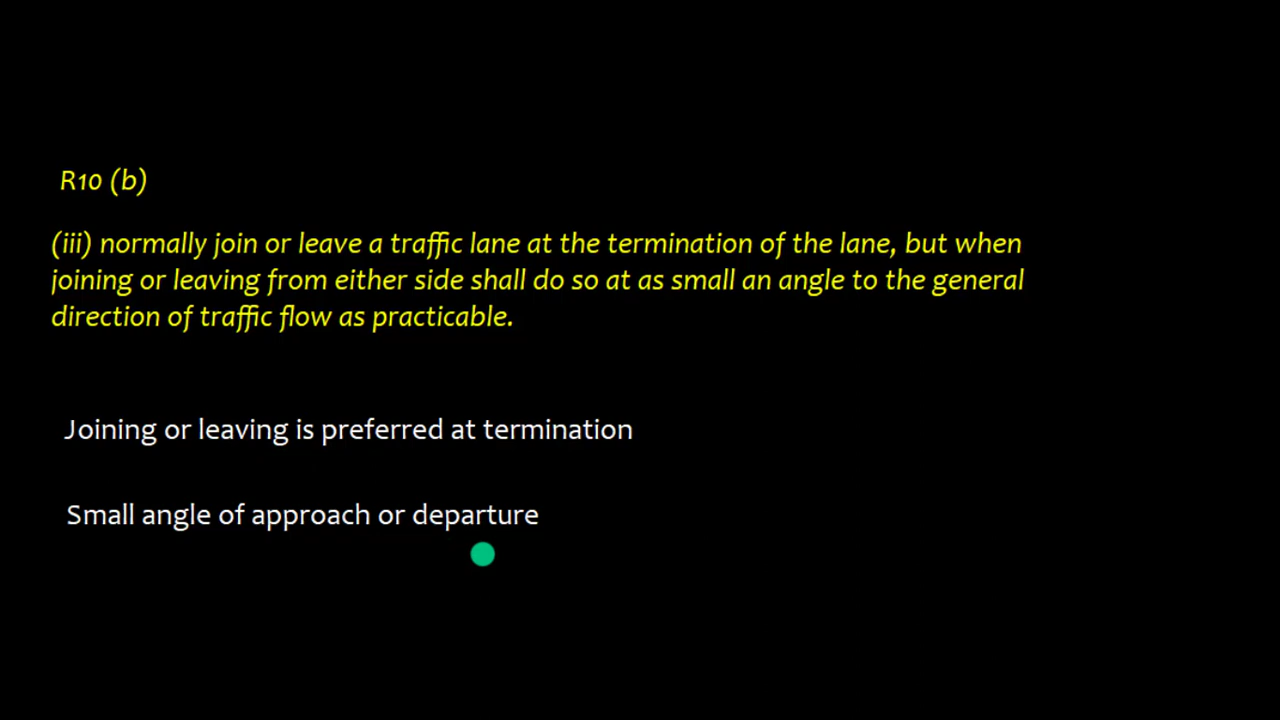 R10 (b)
(iii) normally join or leave a traffic lane at the termination of the lane, but when
joining or leaving from either side shall do so at as small an angle to the general
direction of traffic flow as practicable.
Joining or leaving is preferred at termination
Small angle of approach or departure